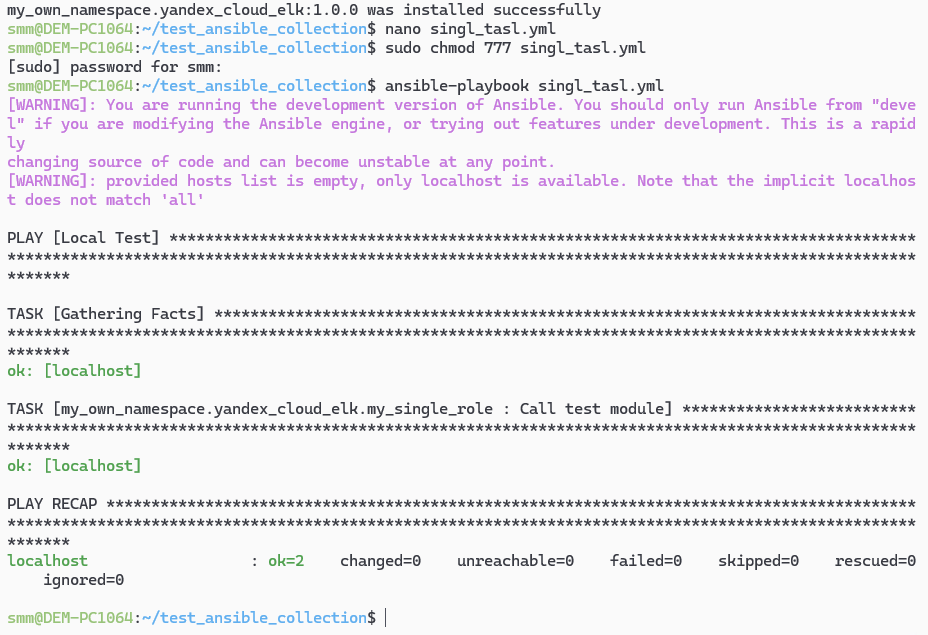 my_own_namespace.yandex_cloud_elk:1.0.0 was installed successfully
smm@DEM-PC1064:~/test_ansible_collection$ nano singl_tasl.yml
smm@DEM-PC1064:~/test_ansible_collection$ sudo chmod 777 singl_tasl.yml
[sudo] password for smm:
smm@DEM-PC1064:~/test_ansible_collection$ ansible-playbook singl_tasl.yml
[WARNING]: You are running the development version of Ansible. You should only run Ansible from "deve
l" if you are modifying the Ansible engine, or trying out features under development. This is a rapid
ly
changing source of code and can become unstable at any point.
[WARNING]: provided hosts list is empty, only localhost is available. Note that the implicit localhos
t does not match 'all'
PLAY [Local Test] ***********************************************************************************
*****************************************************************************************************
*******
TASK [Gathering Facts] ******************************************************************************
*****************************************************************************************************
*******
ok: [localhost]
TASK [my_own_namespace.yandex_cloud_elk.my_single_role : Call test module] **************************
*****************************************************************************************************
*******
ok: [localhost]
PLAY RECAP ******************************************************************************************
*****************************************************************************************************
*******
localhost                  : ok=2    changed=0    unreachable=0    failed=0    skipped=0    rescued=0
    ignored=0
smm@DEM-PC1064:~/test_ansible_collection$